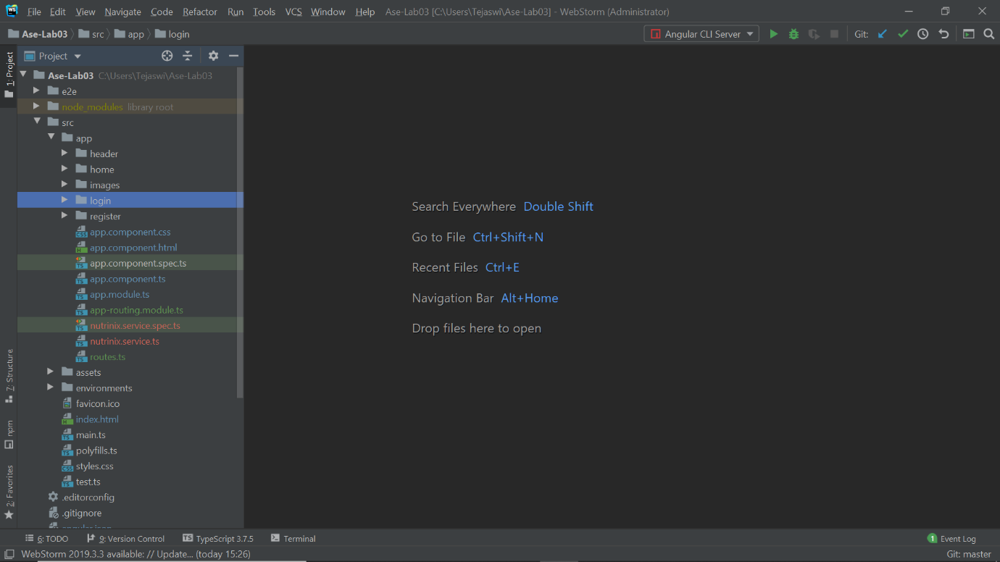 WS File Edit View Navigate Code Refactor Run Tools VCS Window Help Ase-Lab03 [C:\Users\Tejaswi\Ase-Lab03] - WebStorm (Administrator)
Ase-Lab03 src app login Angular CLI Server Git:
1: Project
Project
Ase-Lab03 C:\Users\Tejaswi\Ase-Lab03
e2e
node_modules library root
src
app
header
home
images
login
register
app.component.css
app.component.html
app.component.spec.ts
app.component.ts
app.module.ts
app-routing.module.ts
nutrinix.service.spec.ts
nutrinix.service.ts
routes.ts
assets
environments
favicon.ico
index.html
main.ts
polyfills.ts
styles.css
test.ts
.editorconfig
.gitignore
angular.json
7: Structure
npm
2: Favorites
Search Everywhere Double Shift
Go to File Ctrl+Shift+N
Recent Files Ctrl+E
Navigation Bar Alt+Home
Drop files here to open
6: TODO 9: Version Control TypeScript 3.7.5 Terminal 1 Event Log
WebStorm 2019.3.3 available: // Update... (today 15:26) Git: master